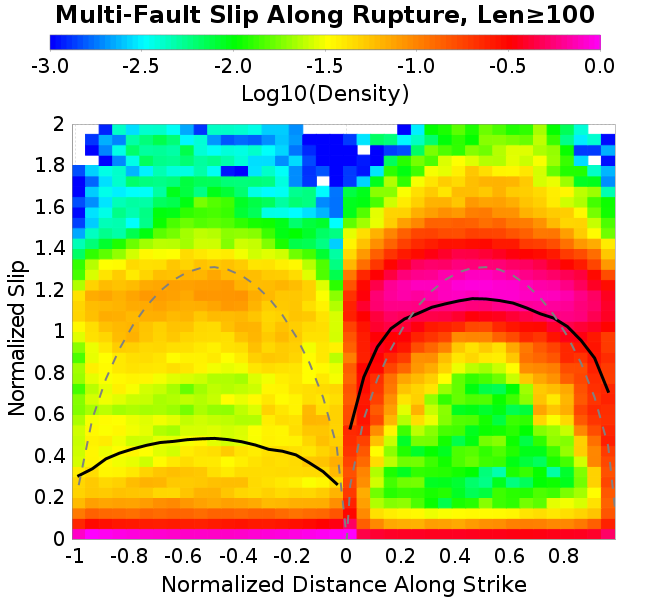 Multi-Fault Slip Along Rupture, Len≥100
-3.0 -2.5 -2.0 -1.5 -1.0 -0.5 0.0
Log10(Density)
2
1.8
1.6
1.4
1.2
1
0.8
0.6
0.4
0.2
0
Normalized Slip
-1 -0.8 -0.6 -0.4 -0.2 0 0.2 0.4 0.6 0.8
Normalized Distance Along Strike